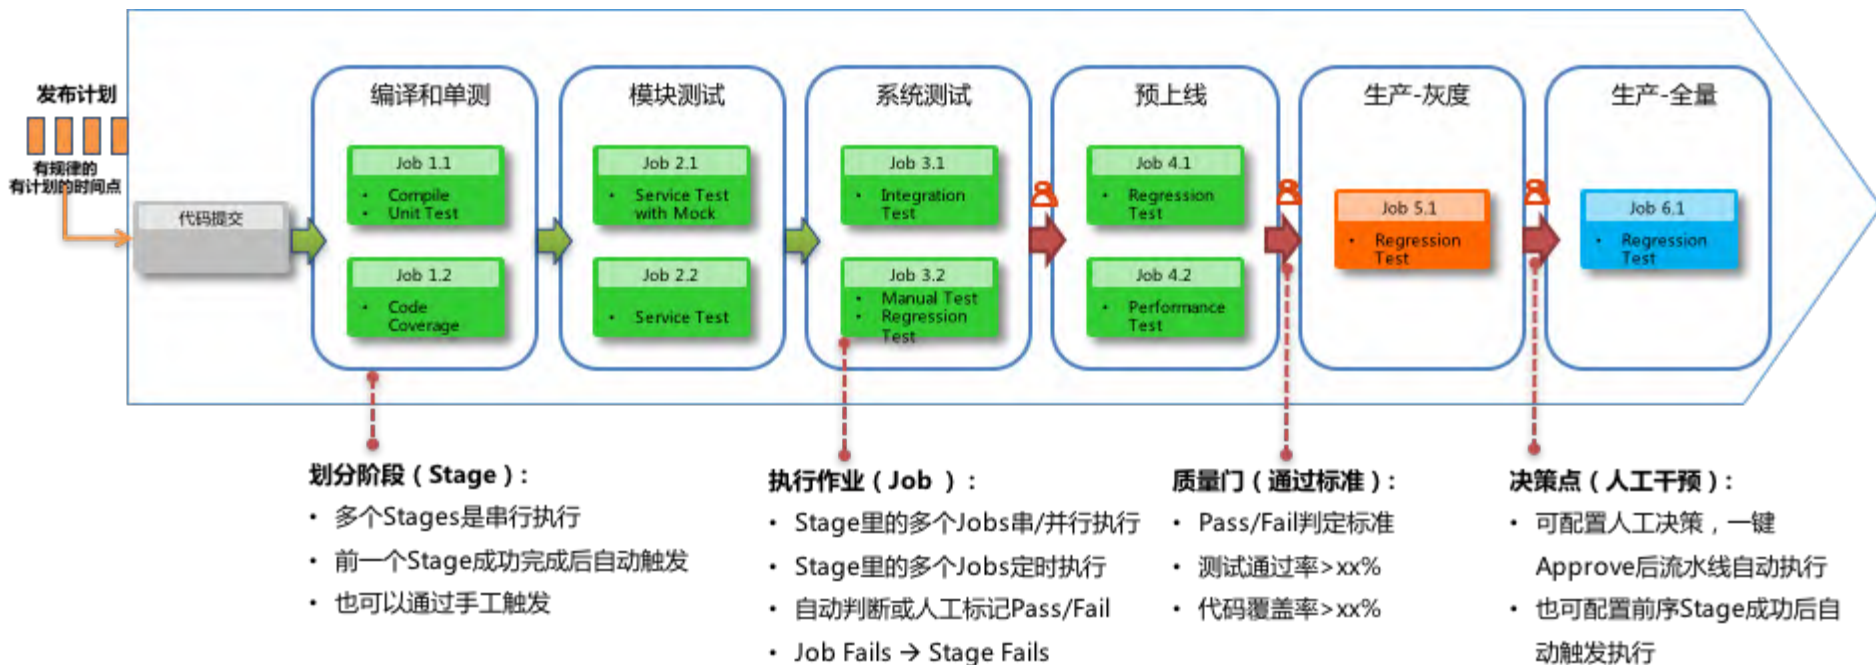 发布计划
有规律的
有计划的时间点
代码提交
编译和单测
Job 1.1
• Compile
• Unit Test
Job 1.2
• Code
Coverage
模块测试
Job 2.1
• Service Test
with Mock
Job 2.2
• Service Test
系统测试
Job 3.1
• Integration
Test
Job 3.2
• Manual Test
• Regression
Test
预上线
Job 4.1
• Regression
Test
Job 4.2
• Performance
Test
生产-灰度
Job 5.1
• Regression
Test
生产-全量
Job 6.1
• Regression
Test
划分阶段（Stage）：
• 多个Stages是串行执行
• 前一个Stage成功完成后自动触发
• 也可以通过手工触发
执行作业（Job ）：
• Stage里的多个Jobs串/并行执行
• Stage里的多个Jobs定时执行
• 自动判断或人工标记Pass/Fail
• Job Fails → Stage Fails
质量门（通过标准）：
• Pass/Fail判定标准
• 测试通过率>xx%
• 代码覆盖率>xx%
决策点（人工干预）：
• 可配置人工决策，一键
Approve后流水线自动执行
• 也可配置前序Stage成功后自
动触发执行